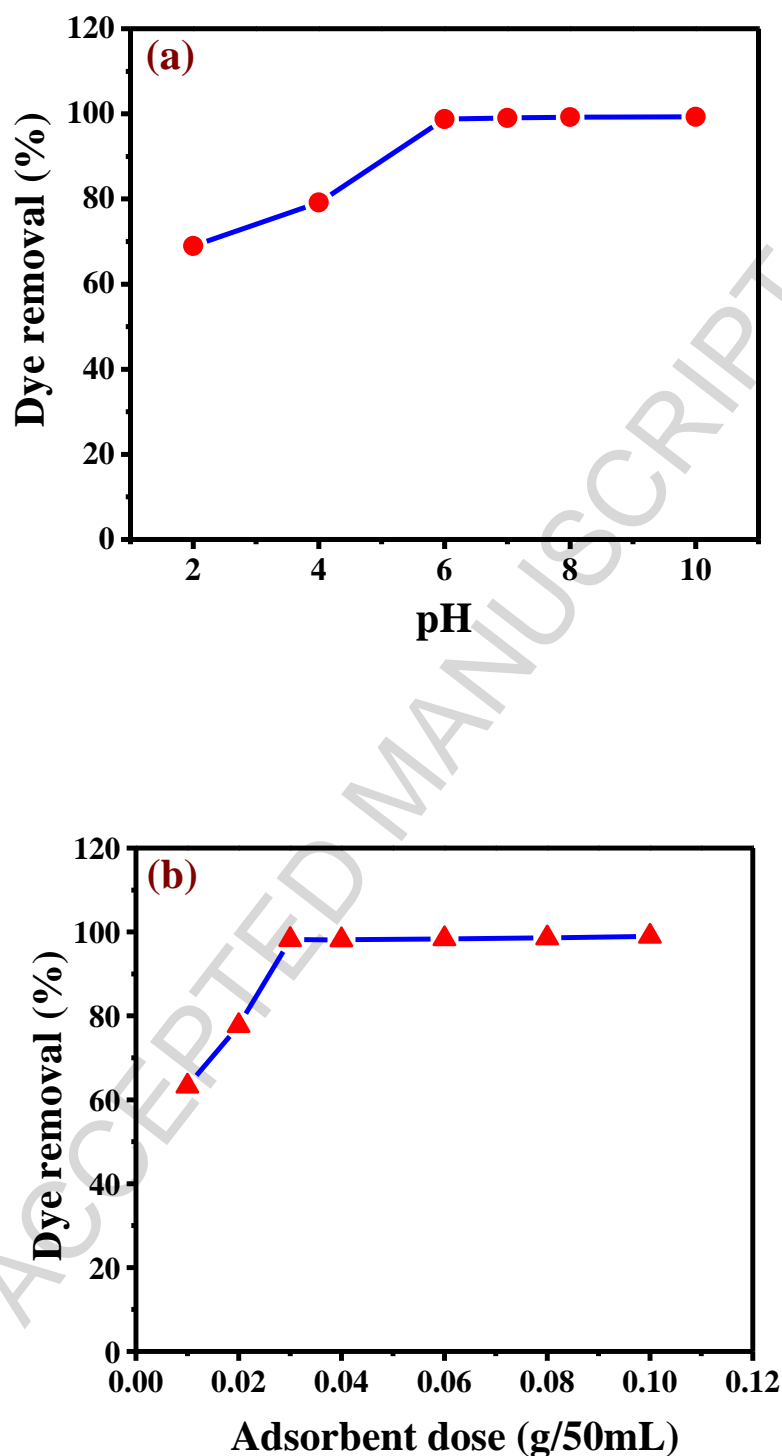 (a)
120
100
80
60
40
20
0
Dye removal (%)
2 4 6 8 10
pH
ACCEPTED MANUSCRIPT
(b)
120
100
80
60
40
20
0
Dye removal (%)
0.00 0.02 0.04 0.06 0.08 0.10 0.12
Adsorbent dose (g/50mL)